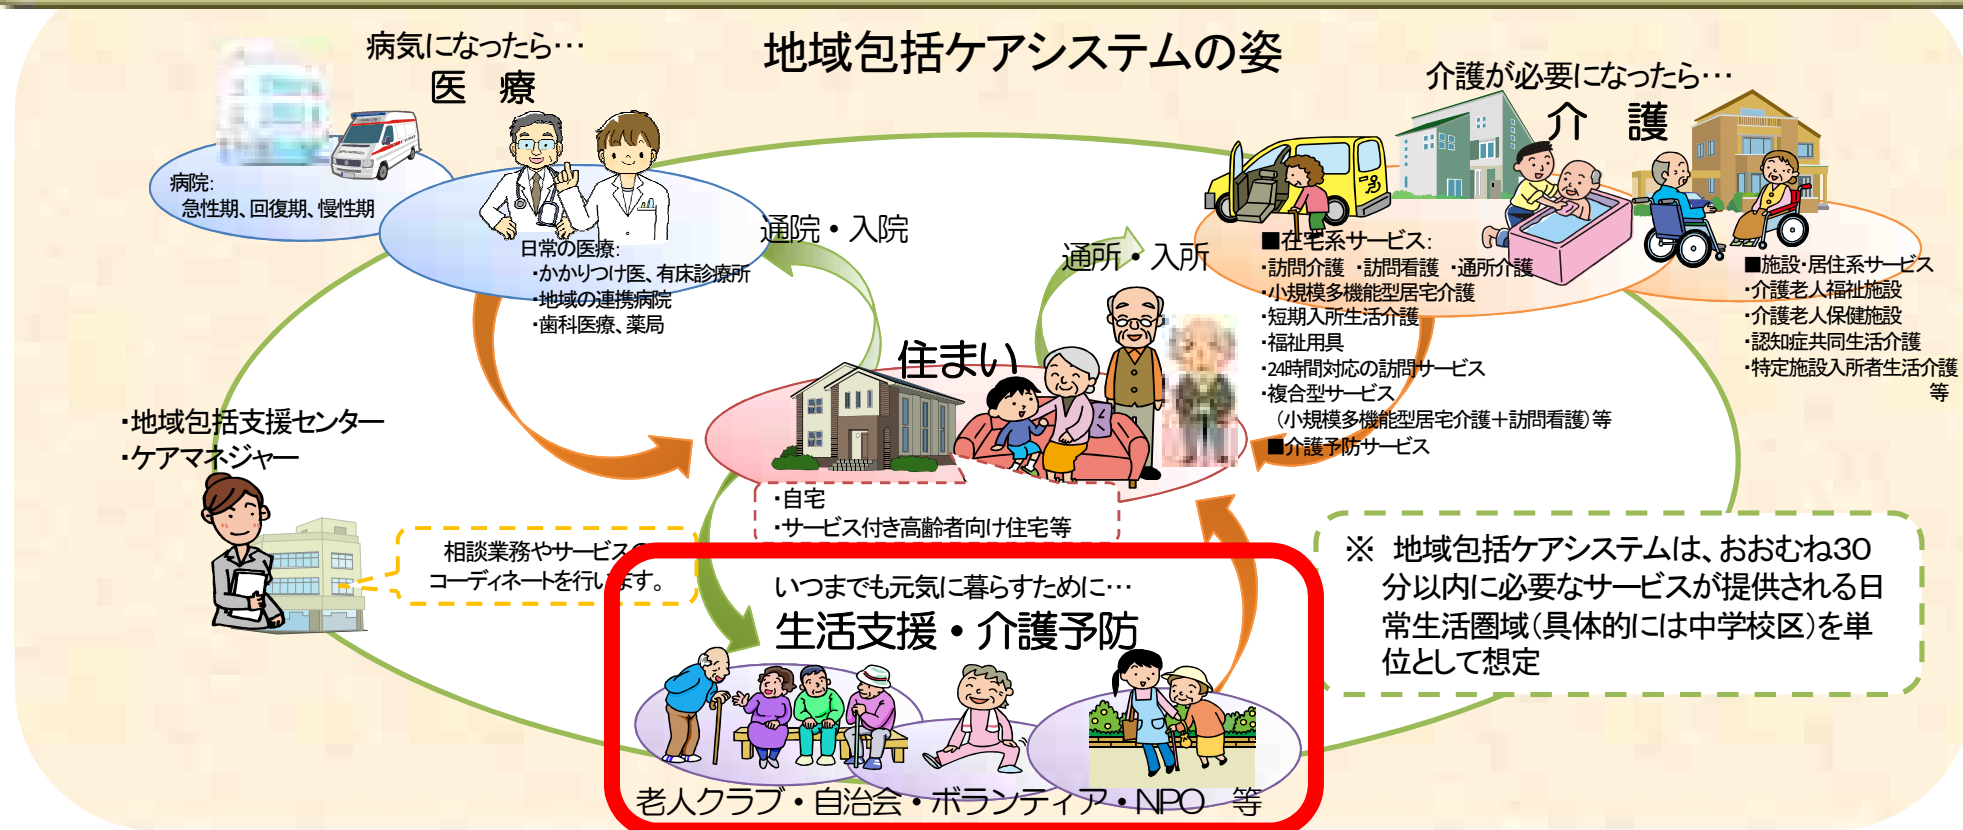 地域包括ケアシステムの姿
病気になったら…
医 療
病院:
急性期、回復期、慢性期
日常の医療:
・かかりつけ医、有床診療所
・地域の連携病院
・歯科医療、薬局
通院・入院
通所・入所
介護が必要になったら…
介 護
■在宅系サービス:
・訪問介護 ・訪問看護 ・通所介護
・小規模多機能型居宅介護
・短期入所生活介護
・福祉用具
・24時間対応の訪問サービス
・複合型サービス
(小規模多機能型居宅介護+訪問看護)等
■介護予防サービス
■施設・居住系サービス
・介護老人福祉施設
・介護老人保健施設
・認知症共同生活介護
・特定施設入所者生活介護
等
住まい
・自宅
・サービス付き高齢者向け住宅等
・地域包括支援センター
・ケアマネジャー
相談業務やサービスの
コーディネートを行います。
いつまでも元気に暮らすために…
生活支援・介護予防
老人クラブ・自治会・ボランティア・NPO 等
※ 地域包括ケアシステムは、おおむね30
分以内に必要なサービスが提供される日
常生活圏域(具体的には中学校区)を単
位として想定